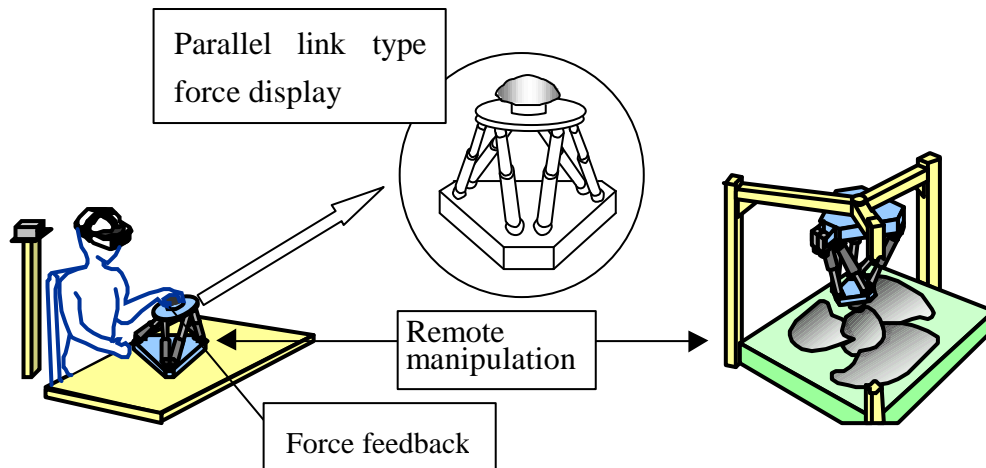 Parallel link type
force display
Remote
manipulation
Force feedback